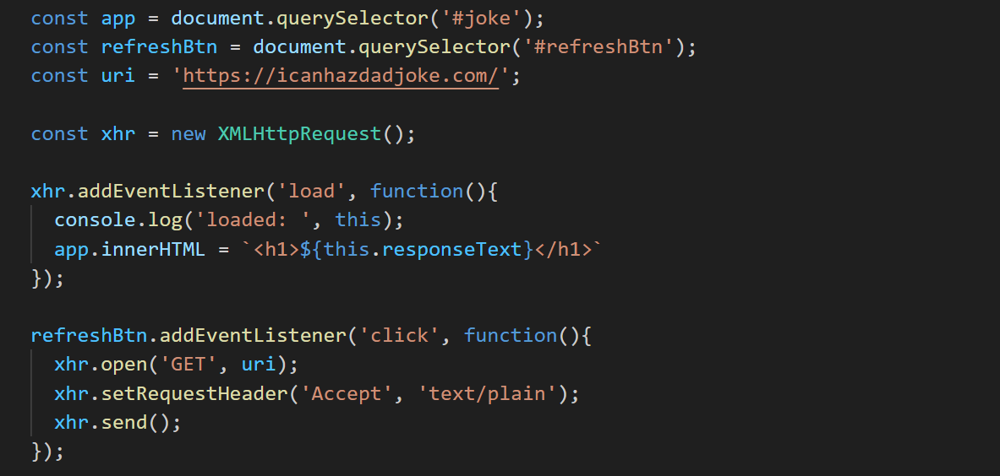 const app = document.querySelector('#joke');
const refreshBtn = document.querySelector('#refreshBtn');
const uri = 'https://icanhazdadjoke.com/';

const xhr = new XMLHttpRequest();

xhr.addEventListener('load', function(){
  console.log('loaded: ', this);
  app.innerHTML = `<h1>${this.responseText}</h1>`
});

refreshBtn.addEventListener('click', function(){
  xhr.open('GET', uri);
  xhr.setRequestHeader('Accept', 'text/plain');
  xhr.send();
});